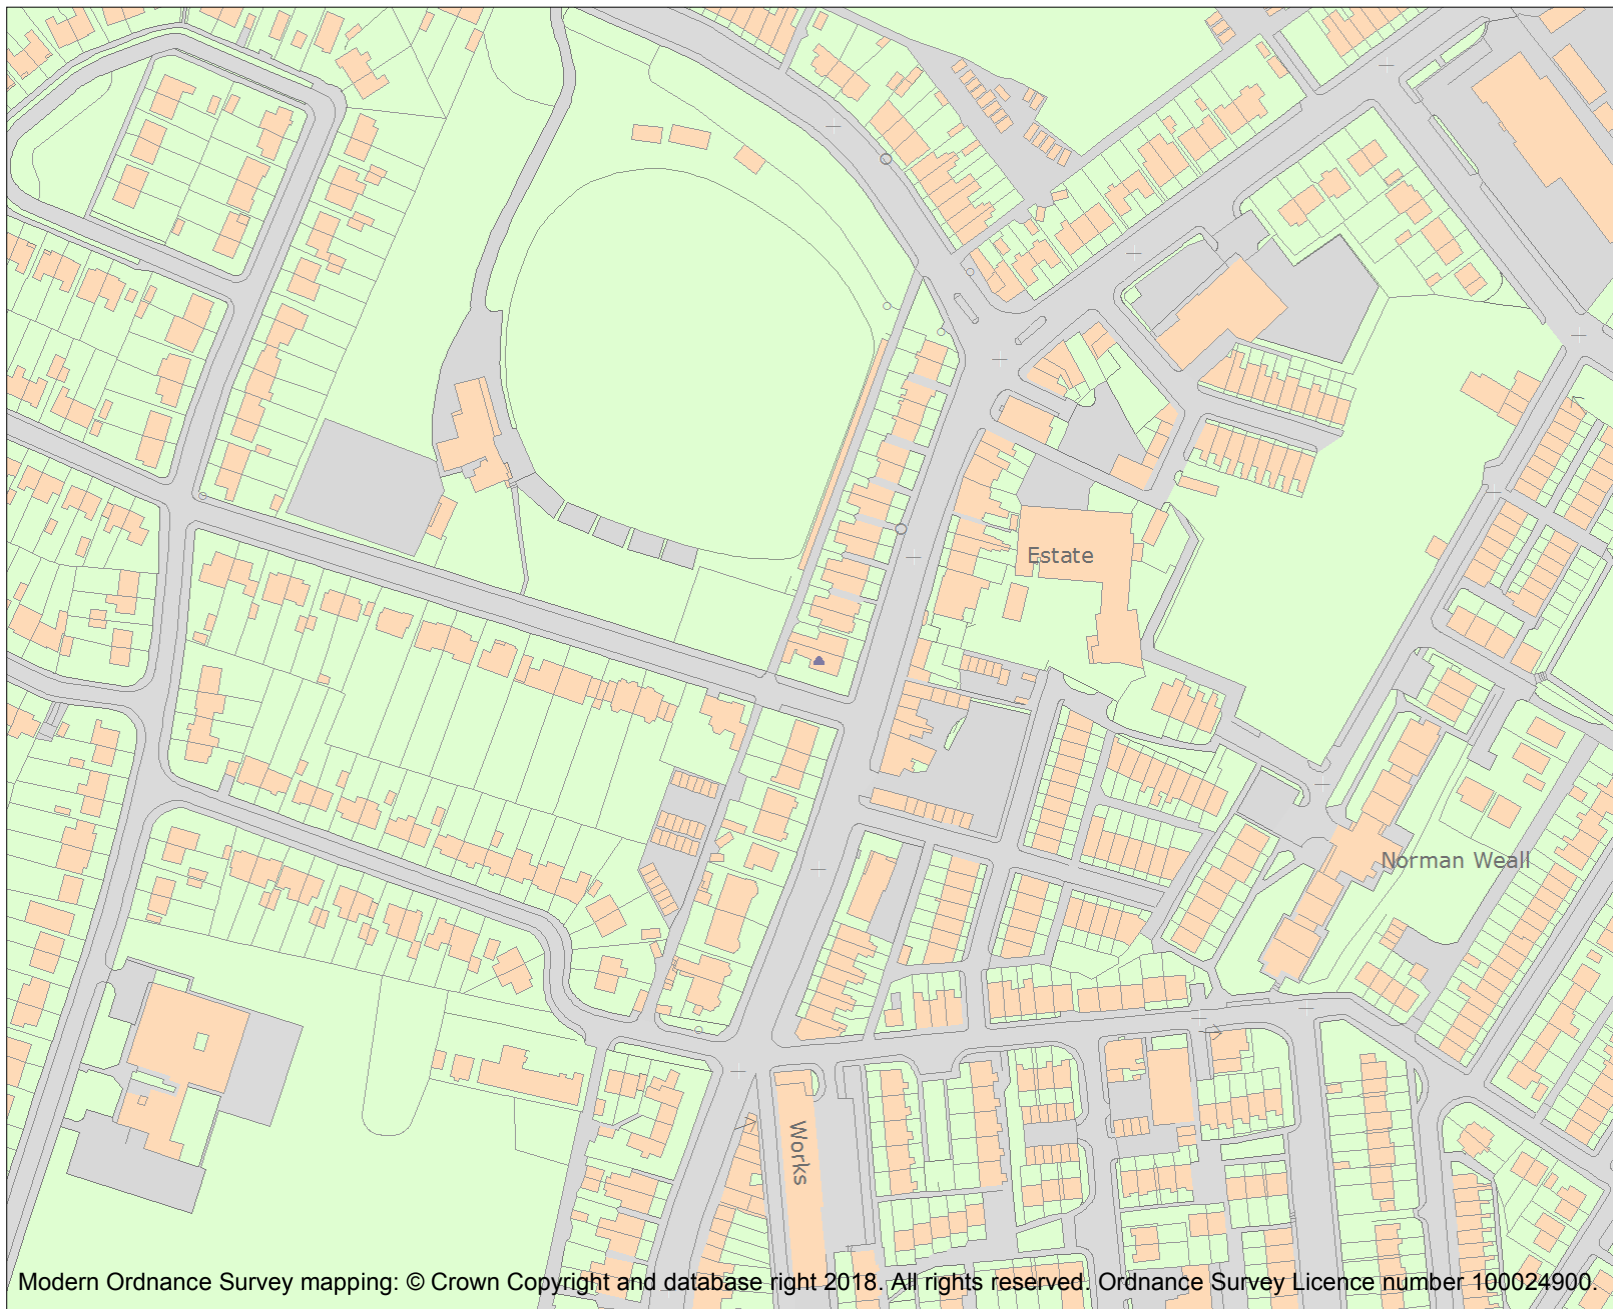 Estate
Norman Weall
Works
Modern Ordnance Survey mapping: © Crown Copyright and database right 2018. All rights reserved. Ordnance Survey Licence number 100024900.